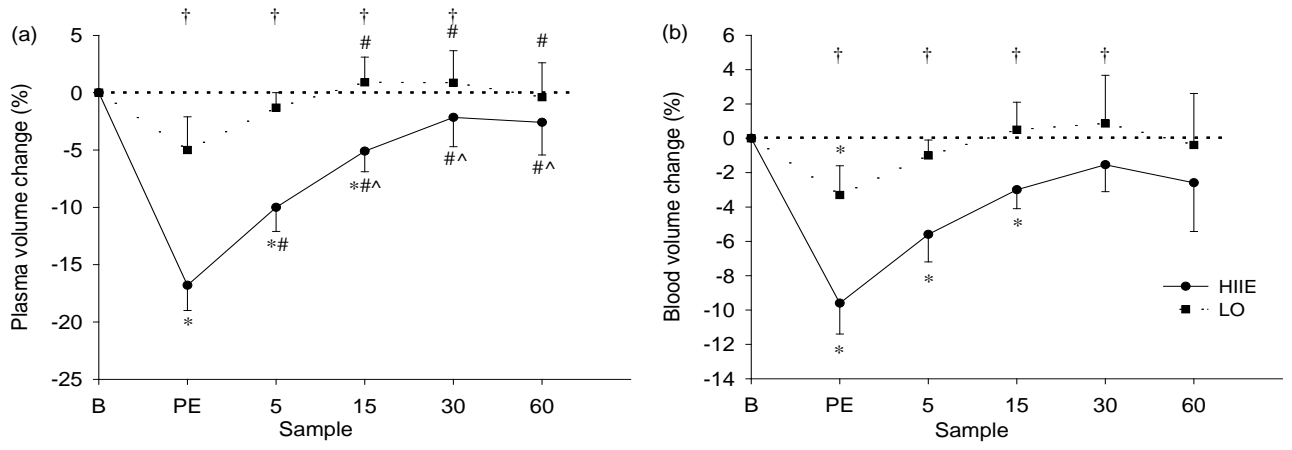 (a)
† † † †
# # #
5
0
-5
-10
-15
-20
-25
Plasma volume change (%)
* *# *#^ #^ #^
B PE 5 15 30 60
Sample
(b)
† † † †
6
4
2
0
-2
-4
-6
-8
-10
-12
-14
Blood volume change (%)
*
* * *
HIIE
LO
B PE 5 15 30 60
Sample